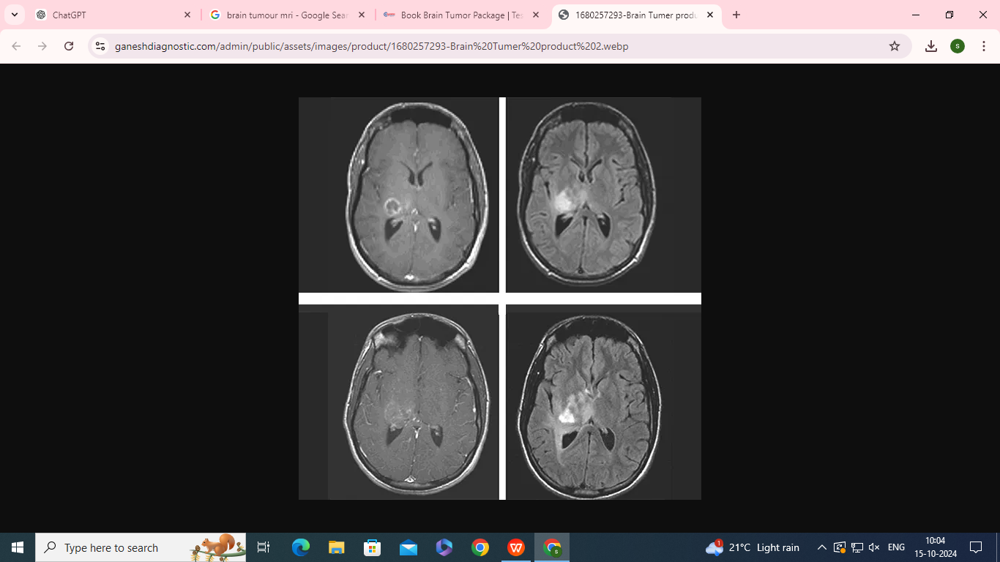 ChatGPT
brain tumour mri - Google Sear
Book Brain Tumor Package | Tes
1680257293-Brain Tumer produ
ganeshdiagnostic.com/admin/public/assets/images/product/1680257293-Brain%20Tumer%20product%202.webp
s
Type here to search
W
s
1
21°C Light rain
ENG
10:04
15-10-2024